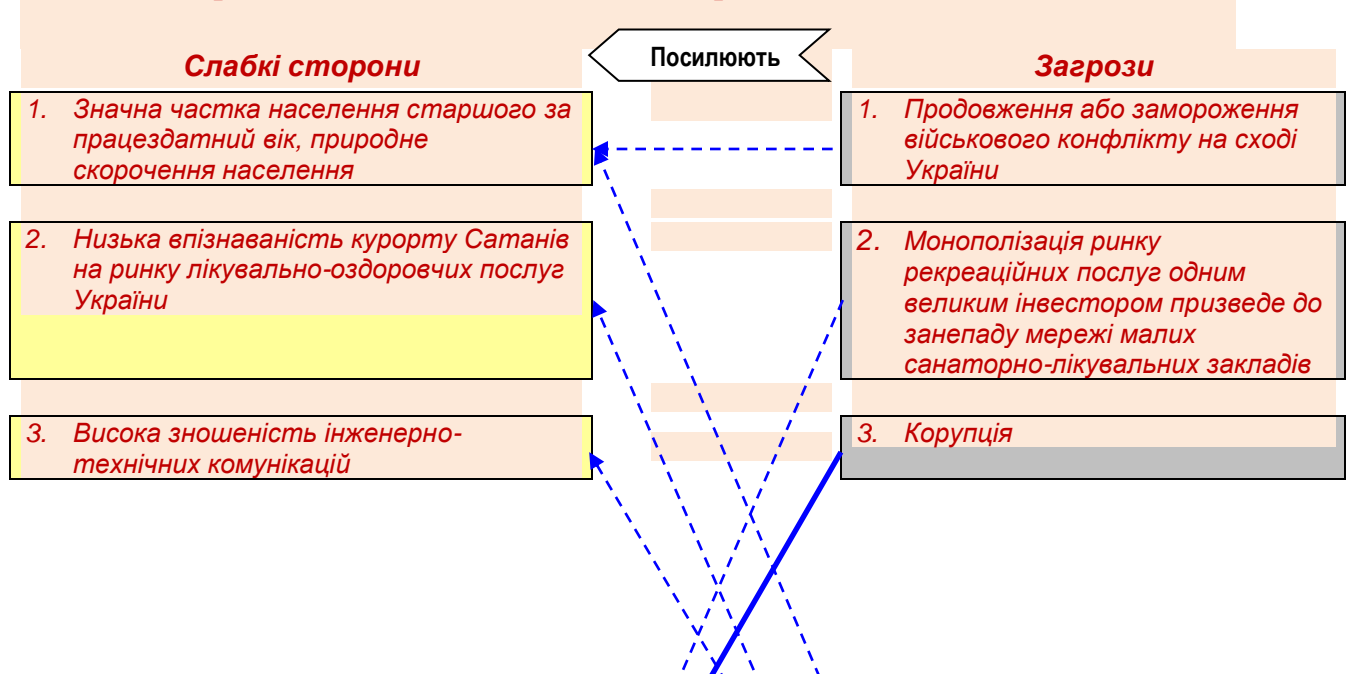 Слабкі сторони
Посилюють
Загрози
1. Значна частка населення старшого за
працездатний вік, природне
скорочення населення
1. Продовження або замороження
військового конфлікту на сході
України
2. Низька впізнаваність курорту Сатанів
на ринку лікувально-оздоровчих послуг
України
2. Монополізація ринку
рекреаційних послуг одним
великим інвестором призведе до
занепаду мережі малих
санаторно-лікувальних закладів
3. Висока зношеність інженерно-
технічних комунікацій
3. Корупція